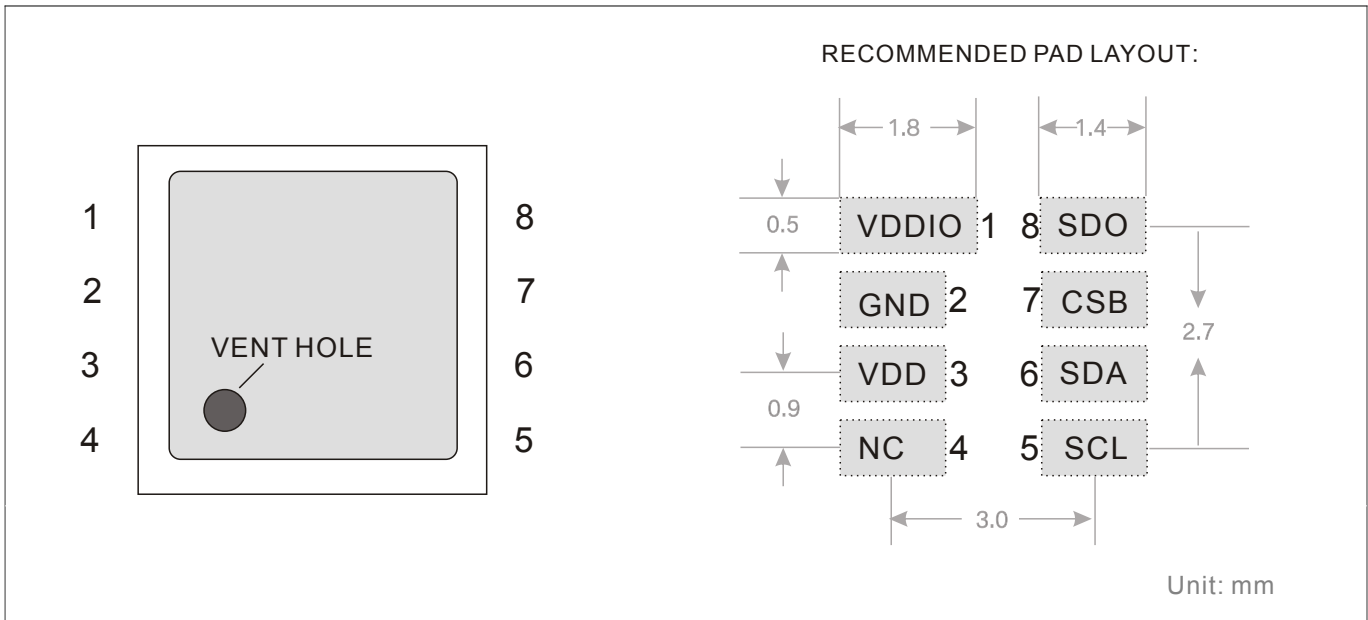 RECOMMENDED PAD LAYOUT:
1.8 1.4
1 8
0.5 VDDIO 1 8 SDO
2 7
GND 2 7 CSB
2.7
VENT HOLE
3 6
VDD 3 6 SDA
0.9
4 5
NC 4 5 SCL
3.0
Unit: mm